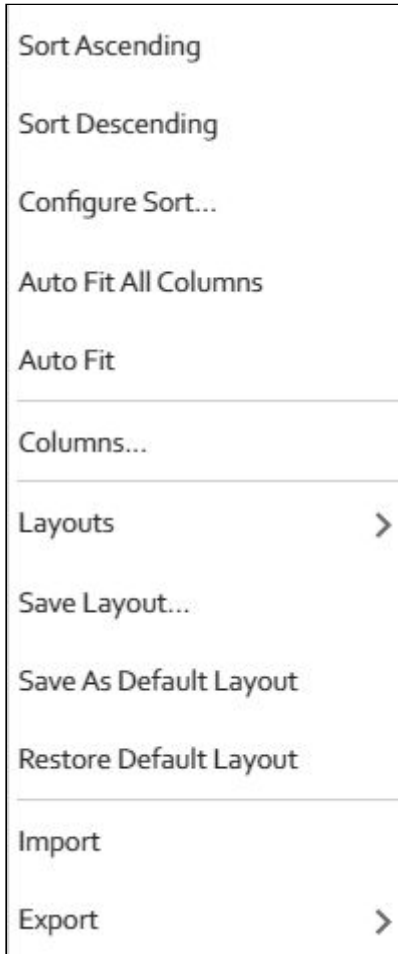 Sort Ascending
Sort Descending
Configure Sort...
Auto Fit All Columns
Auto Fit
Columns...
Layouts
Save Layout...
Save As Default Layout
Restore Default Layout
Import
Export